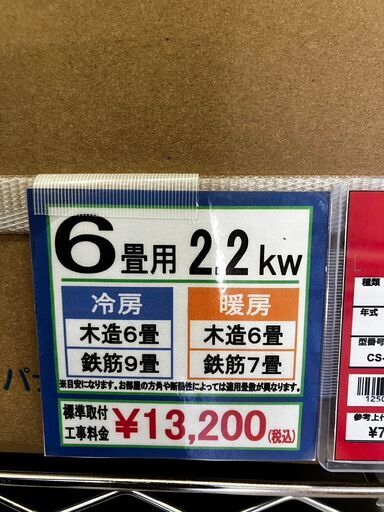 6畳用 2.2kw
冷房 暖房
木造6畳 木造6畳
鉄筋9畳 鉄筋7畳
※目安になります。お部屋の方角や断熱性によっては適用畳数が異なります。
標準取付
工事料金 ¥13,200(税込)
パナ
種類
年式
型番号
CS-
1250
参考上代
¥7